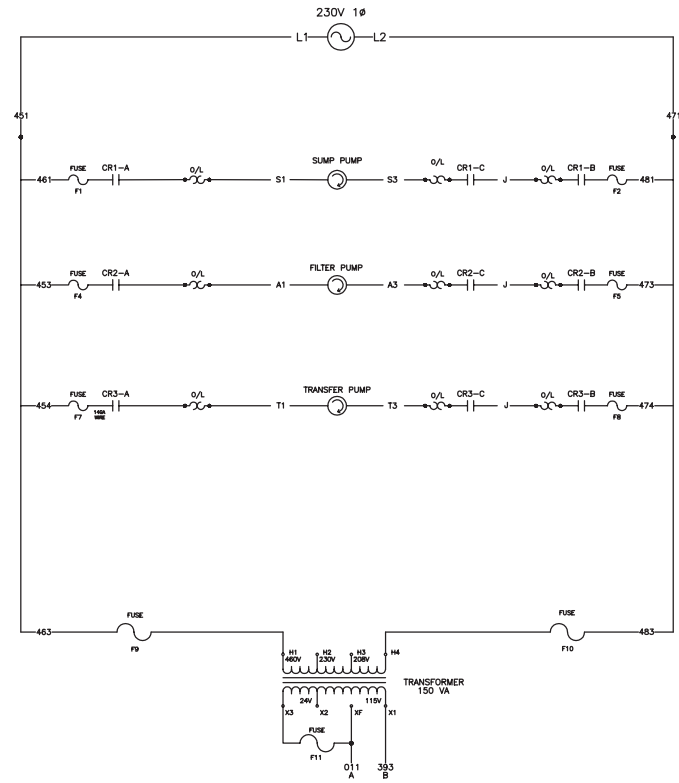 230V 1Ø
L1 L2
451 471
SUMP PUMP
FUSE CR1-A O/L O/L CR1-C O/L CR1-B FUSE
461 S1 S3 J 481
F1 F2
FILTER PUMP
FUSE CR2-A O/L O/L CR2-C O/L CR2-B FUSE
453 A1 A3 J 473
F4 F5
TRANSFER PUMP
FUSE CR3-A O/L O/L CR3-C O/L CR3-B FUSE
454 T1 T3 J 474
F7 WIRE F8
FUSE FUSE
463 483
F9 F10
H1 H2 H3 H4
460V 230V 208V
TRANSFORMER
150 VA
24V 115V
X3 X2 XF X1
FUSE
F11
011 393
A B